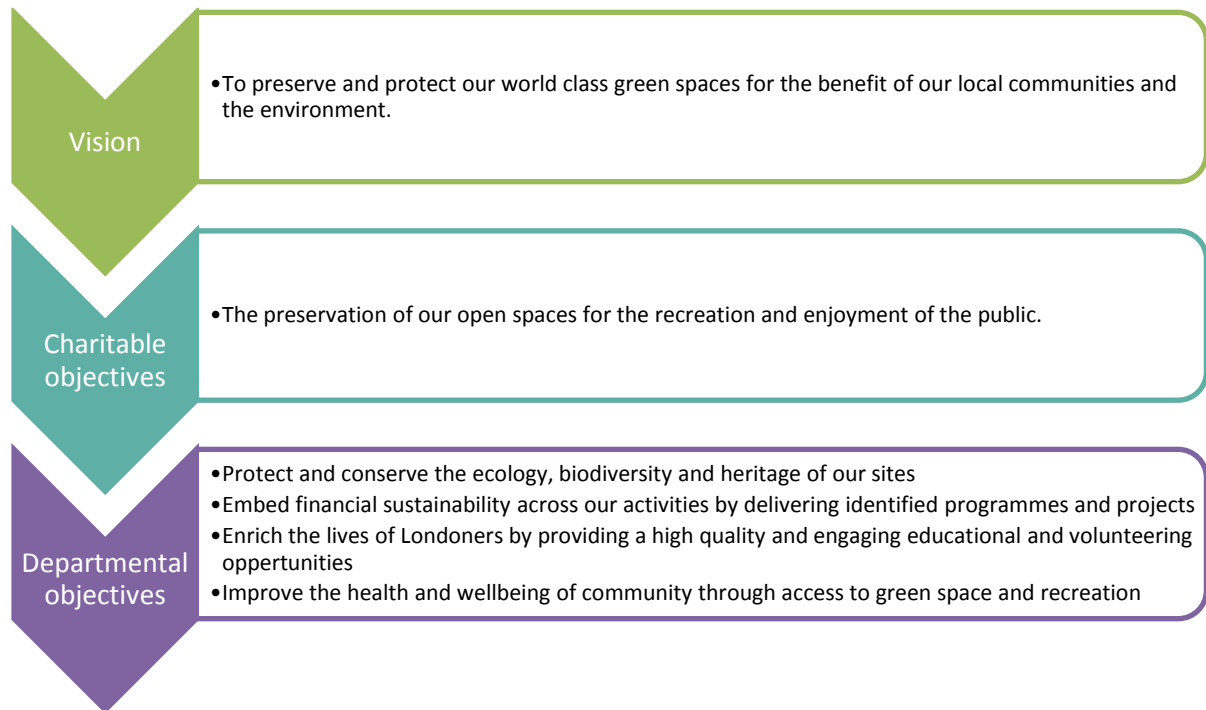 Vision
•To preserve and protect our world class green spaces for the benefit of our local communities and
the environment.
Charitable
objectives
•The preservation of our open spaces for the recreation and enjoyment of the public.
Departmental
objectives
•Protect and conserve the ecology, biodiversity and heritage of our sites
•Embed financial sustainability across our activities by delivering identified programmes and projects
•Enrich the lives of Londoners by providing a high quality and engaging educational and volunteering
oppertunities
•Improve the health and wellbeing of community through access to green space and recreation